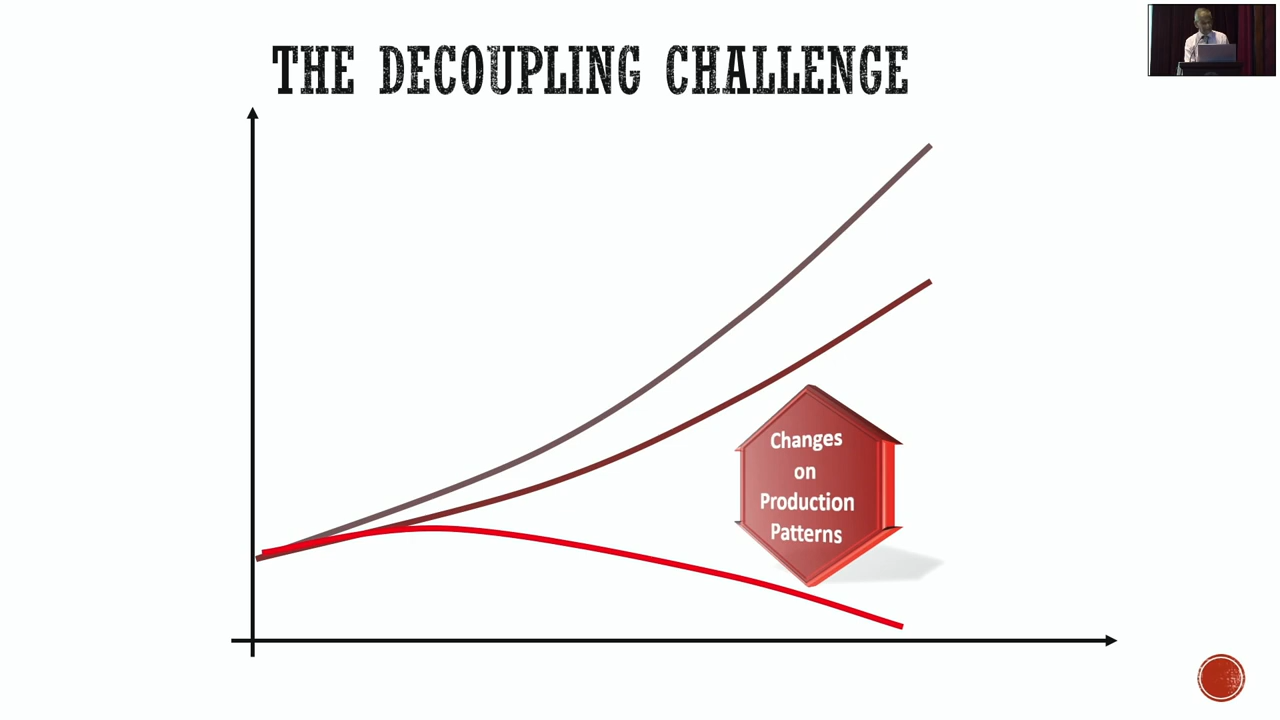 THE DECOUPLING CHALLENGE
Changes
on
Production
Patterns